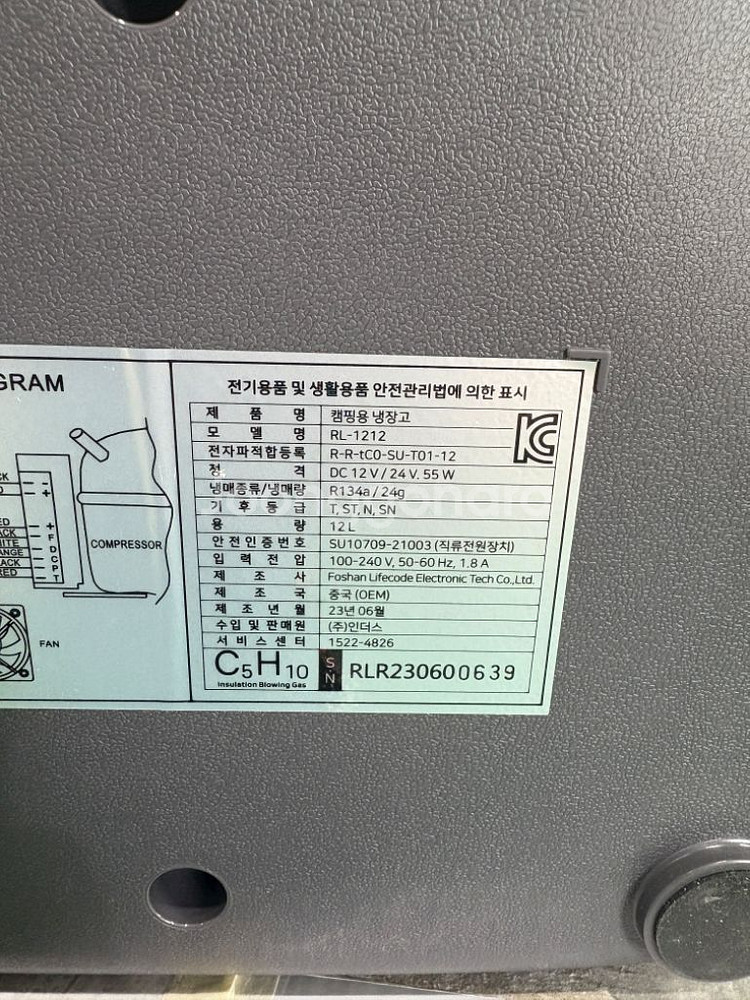 GRAM
COMPRESSOR
+
+
F
D
C
P
T
ACK
ANGE
ACK
RED
FAN
전기용품 및 생활용품 안전관리법에 의한 표시
제 품 명 캠핑용 냉장고
모 델 명 RL-1212
전자파적합등록 R-R-tC0-SU-T01-12
정 격 DC 12 V / 24 V. 55 W
냉매종류/냉매량 R134a / 24g
기 후 등 급 T, ST, N, SN
용 량 12 L
안 전 인 증 번 호 SU10709-21003 (직류전원장치)
입 력 전 압 100-240 V, 50-60 Hz, 1.8 A
제 조 사 Foshan Lifecode Electronic Tech Co.,Ltd.
제 조 국 중국 (OEM)
제 조 년 월 23년 06월
수입 및 판매원 (주)인더스
서 비 스 센 터 1522-4826
C5H10
Insulation Blowing Gas
S N RLR230600639